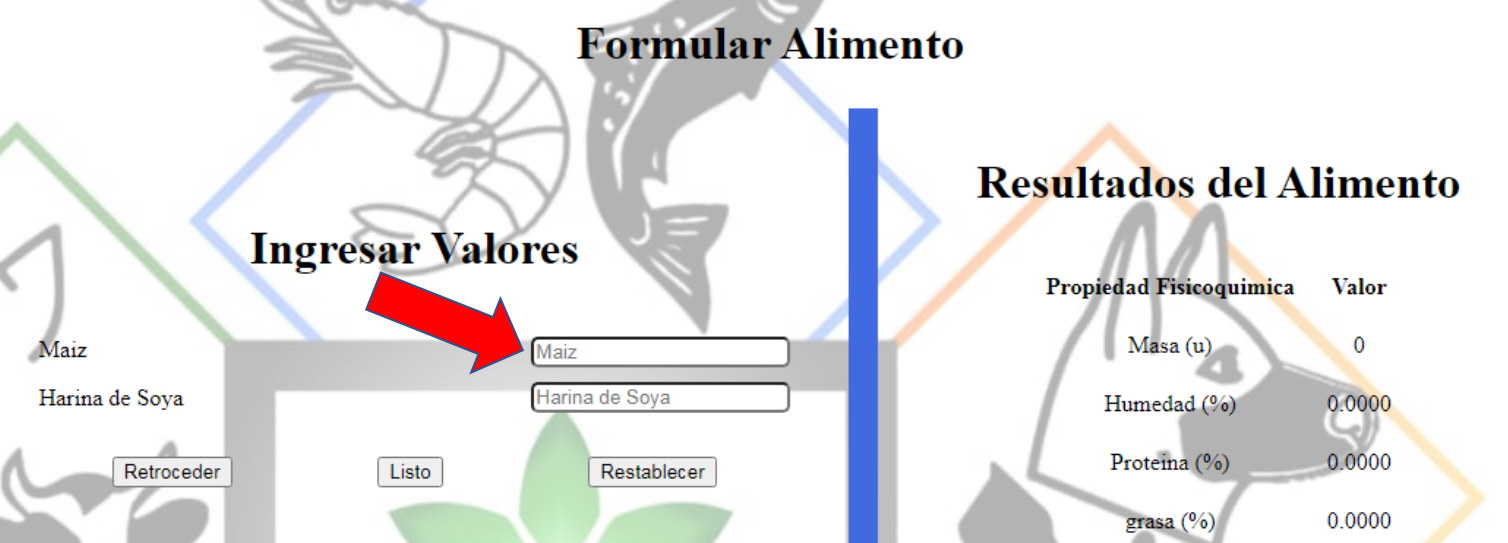 Formular Alimento
Ingresar Valores
Maiz
Maiz
Harina de Soya
Harina de Soya
Retroceder
Listo
Restablecer
Resultados del Alimento
Propiedad Fisicoquimica Valor
Masa (u) 0
Humedad (%) 0.0000
Proteina (%) 0.0000
grasa (%) 0.0000